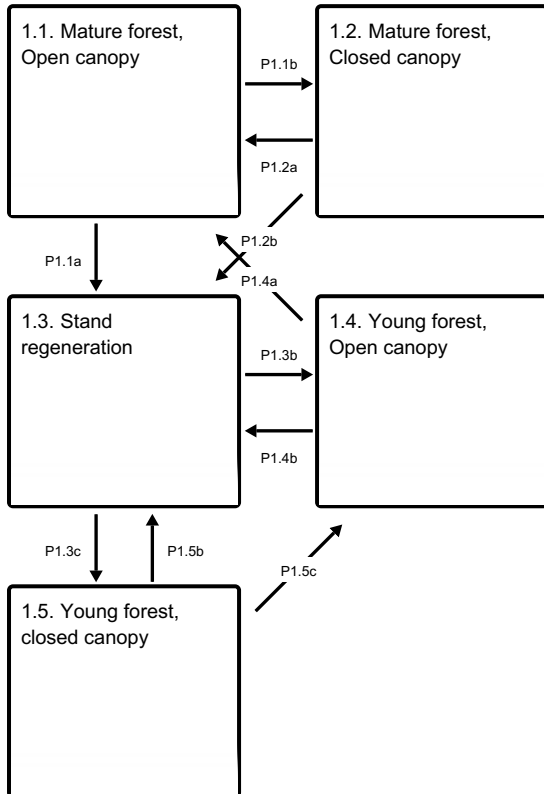 1.1. Mature forest,
Open canopy
P1.1b
1.2. Mature forest,
Closed canopy
P1.2a
P1.1a
P1.2b
P1.4a
1.3. Stand
regeneration
P1.3b
1.4. Young forest,
Open canopy
P1.4b
P1.3c
P1.5b
P1.5c
1.5. Young forest,
closed canopy